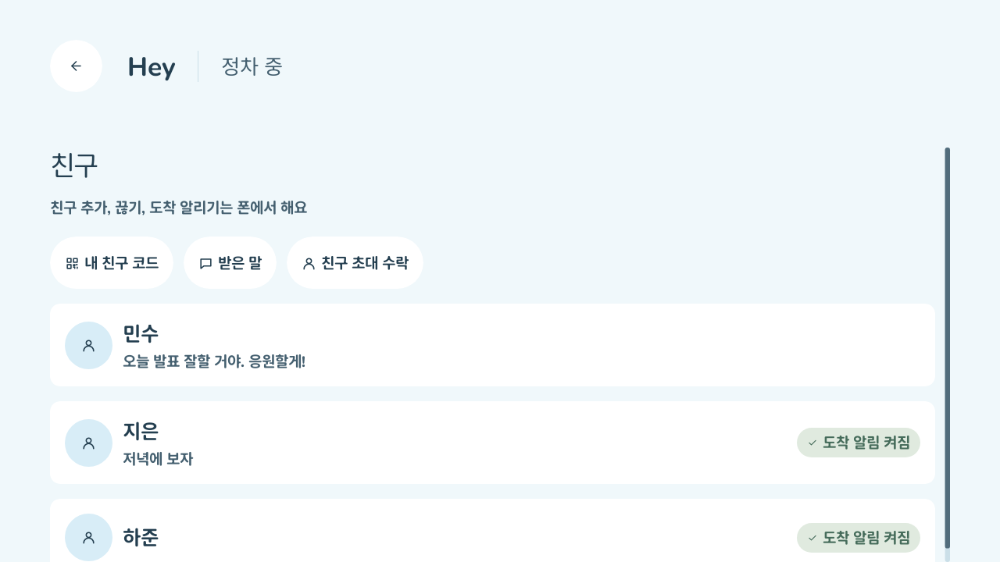 Hey
정차 중
친구
친구 추가, 끊기, 도착 알리기는 폰에서 해요
내 친구 코드
받은 말
친구 초대 수락
민수
오늘 발표 잘할 거야. 응원할게!
지은
저녁에 보자
도착 알림 켜짐
하준
도착 알림 켜짐